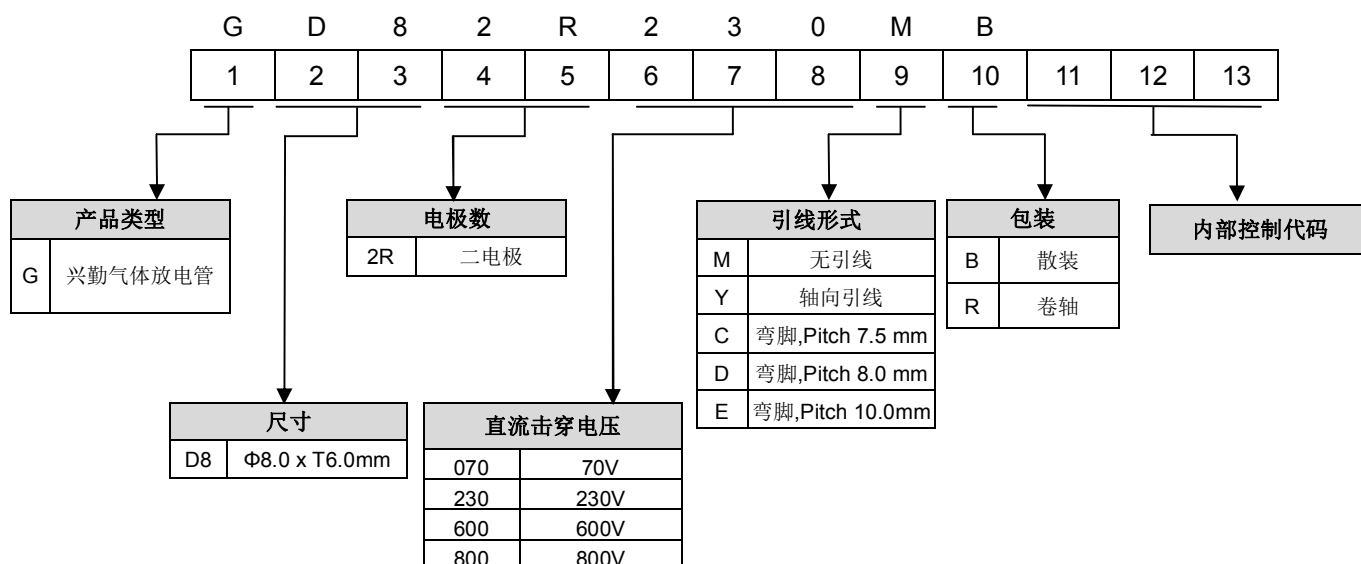 G D 8 2 R 2 3 0 M B
1 2 3 4 5 6 7 8 9 10 11 12 13
产品类型
G 兴勤气体放电管
电极数
2R 二电极
引线形式
M 无引线
Y 轴向引线
C 弯脚,Pitch 7.5 mm
D 弯脚,Pitch 8.0 mm
E 弯脚,Pitch 10.0mm
包装
B 散装
R 卷轴
内部控制代码
尺寸
D8 Φ8.0 x T6.0mm
直流击穿电压
070 70V
230 230V
600 600V
800 800V